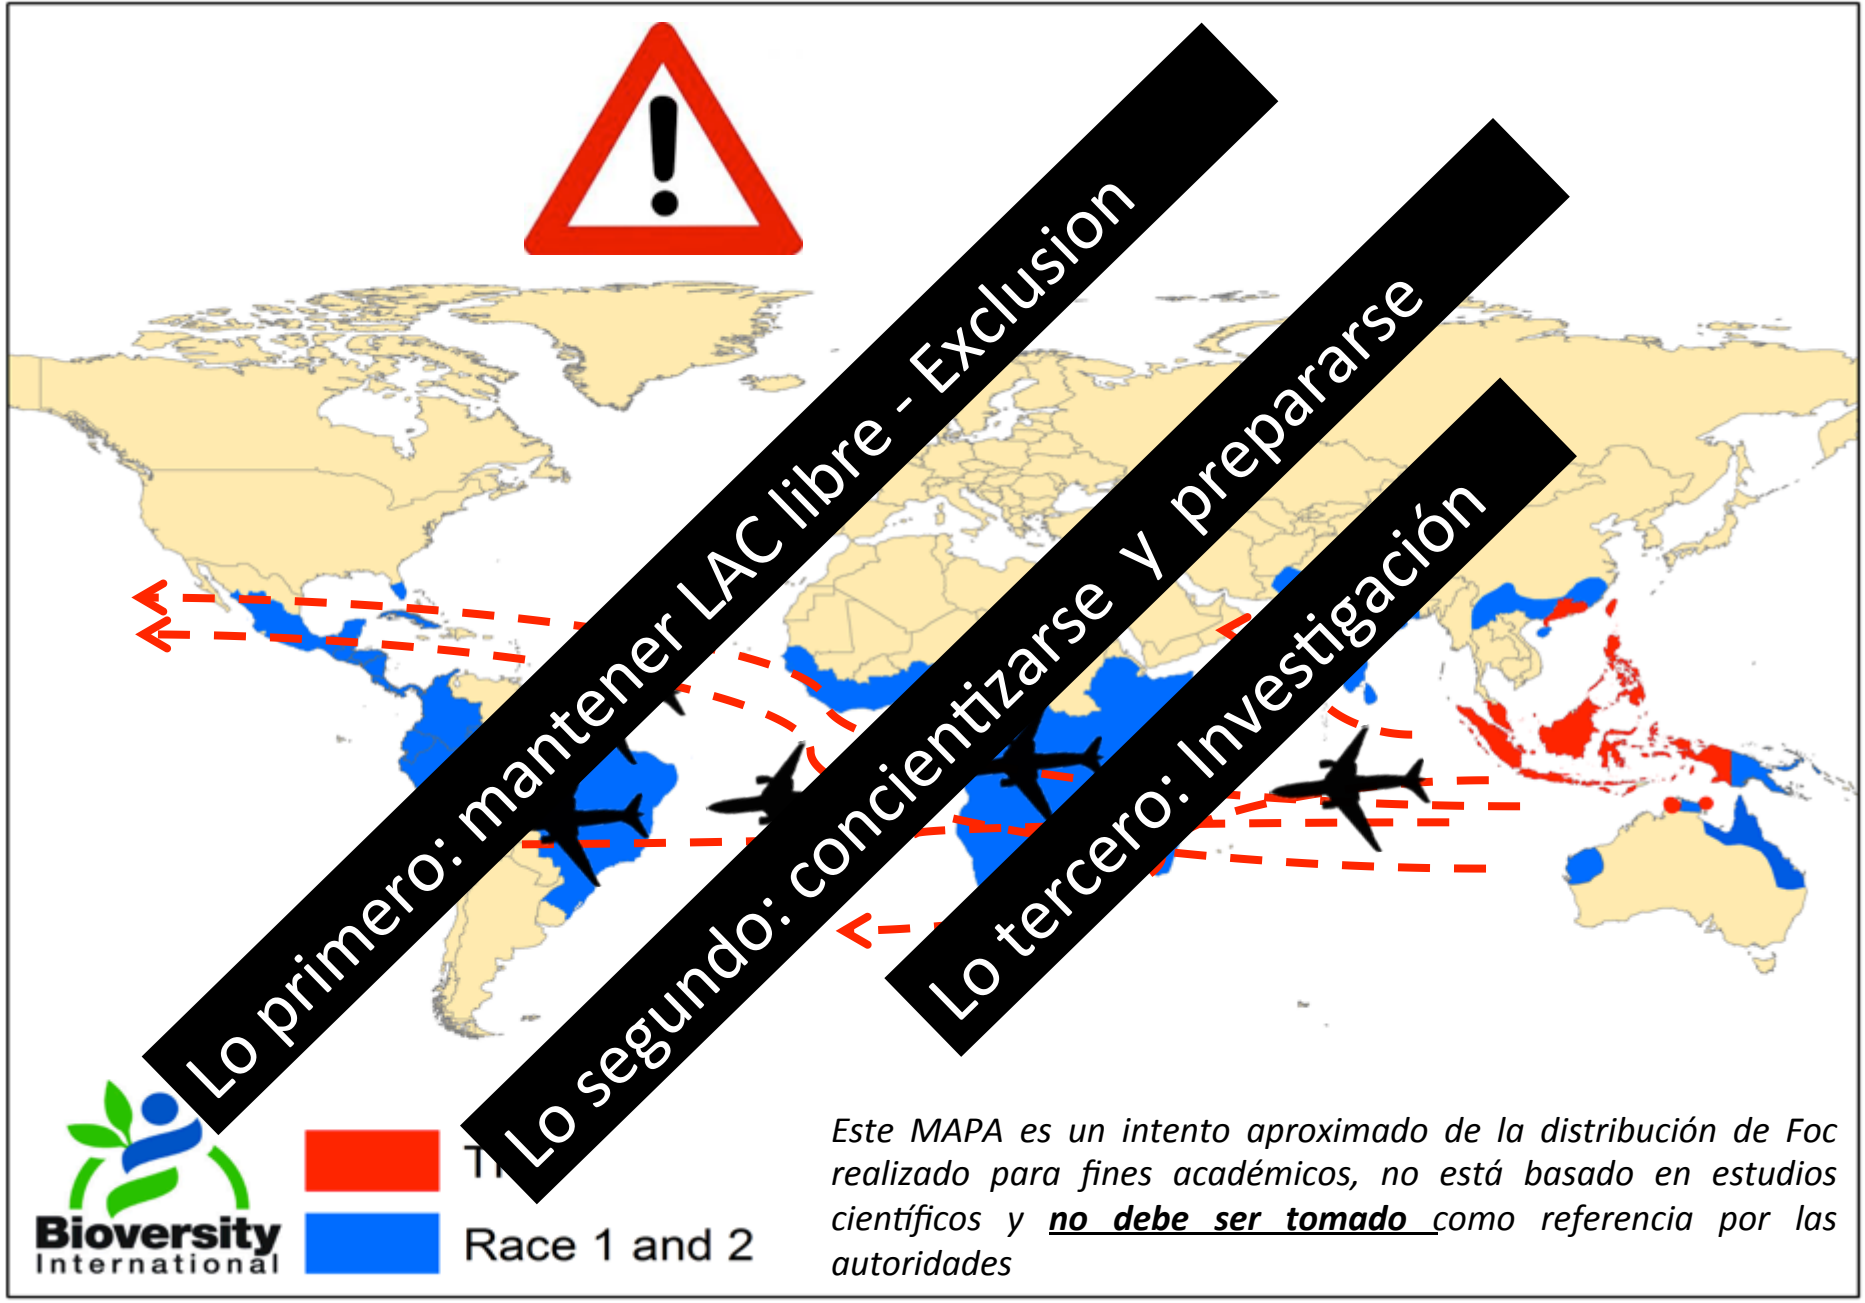 Lo primero: mantener LAC libre - Exclusion
Lo segundo: concientizarse y prepararse
Lo tercero: Investigación
Bioversity
International
Race 1 and 2
Este MAPA es un intento aproximado de la distribución de Foc
realizado para fines académicos, no está basado en estudios
científicos y no debe ser tomado como referencia por las
autoridades